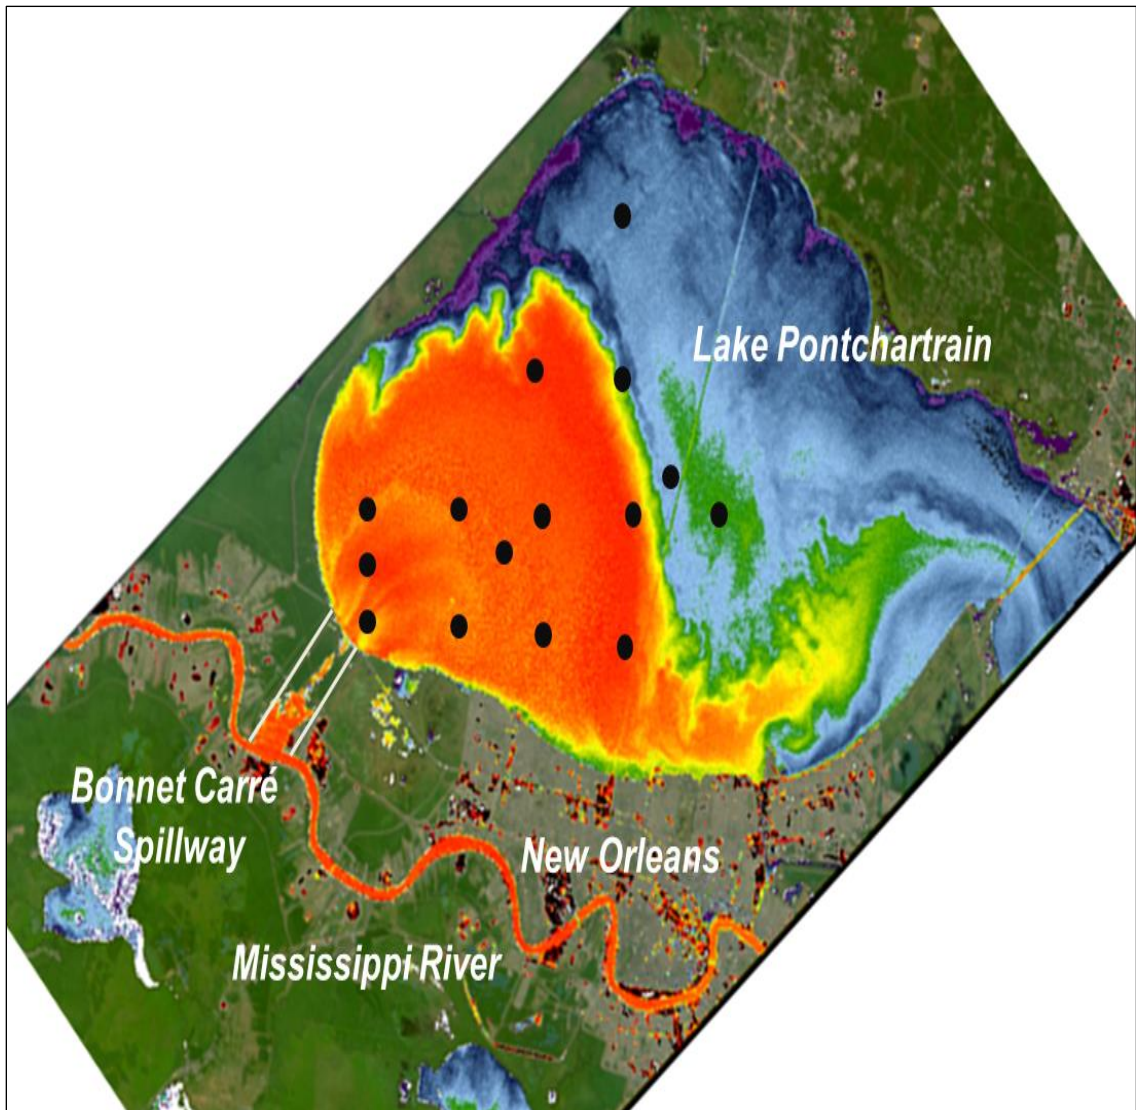 Lake Pontchartrain
Bonnet Carré
Spillway
New Orleans
Mississippi River